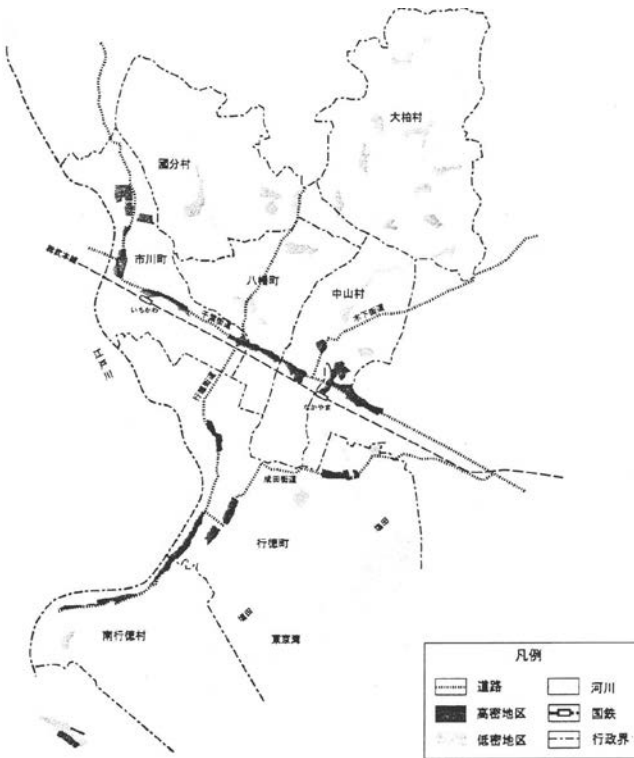 大柏村
國分村
市川町
八幡町
中山村
総武本線
いちかわ
千葉街道
木下街道
江戸川
行徳街道
なかやま
成田街道
行徳町
塩田
塩田
東京湾
南行徳村
凡例
道路
河川
高密地区
国鉄
低密地区
行政界